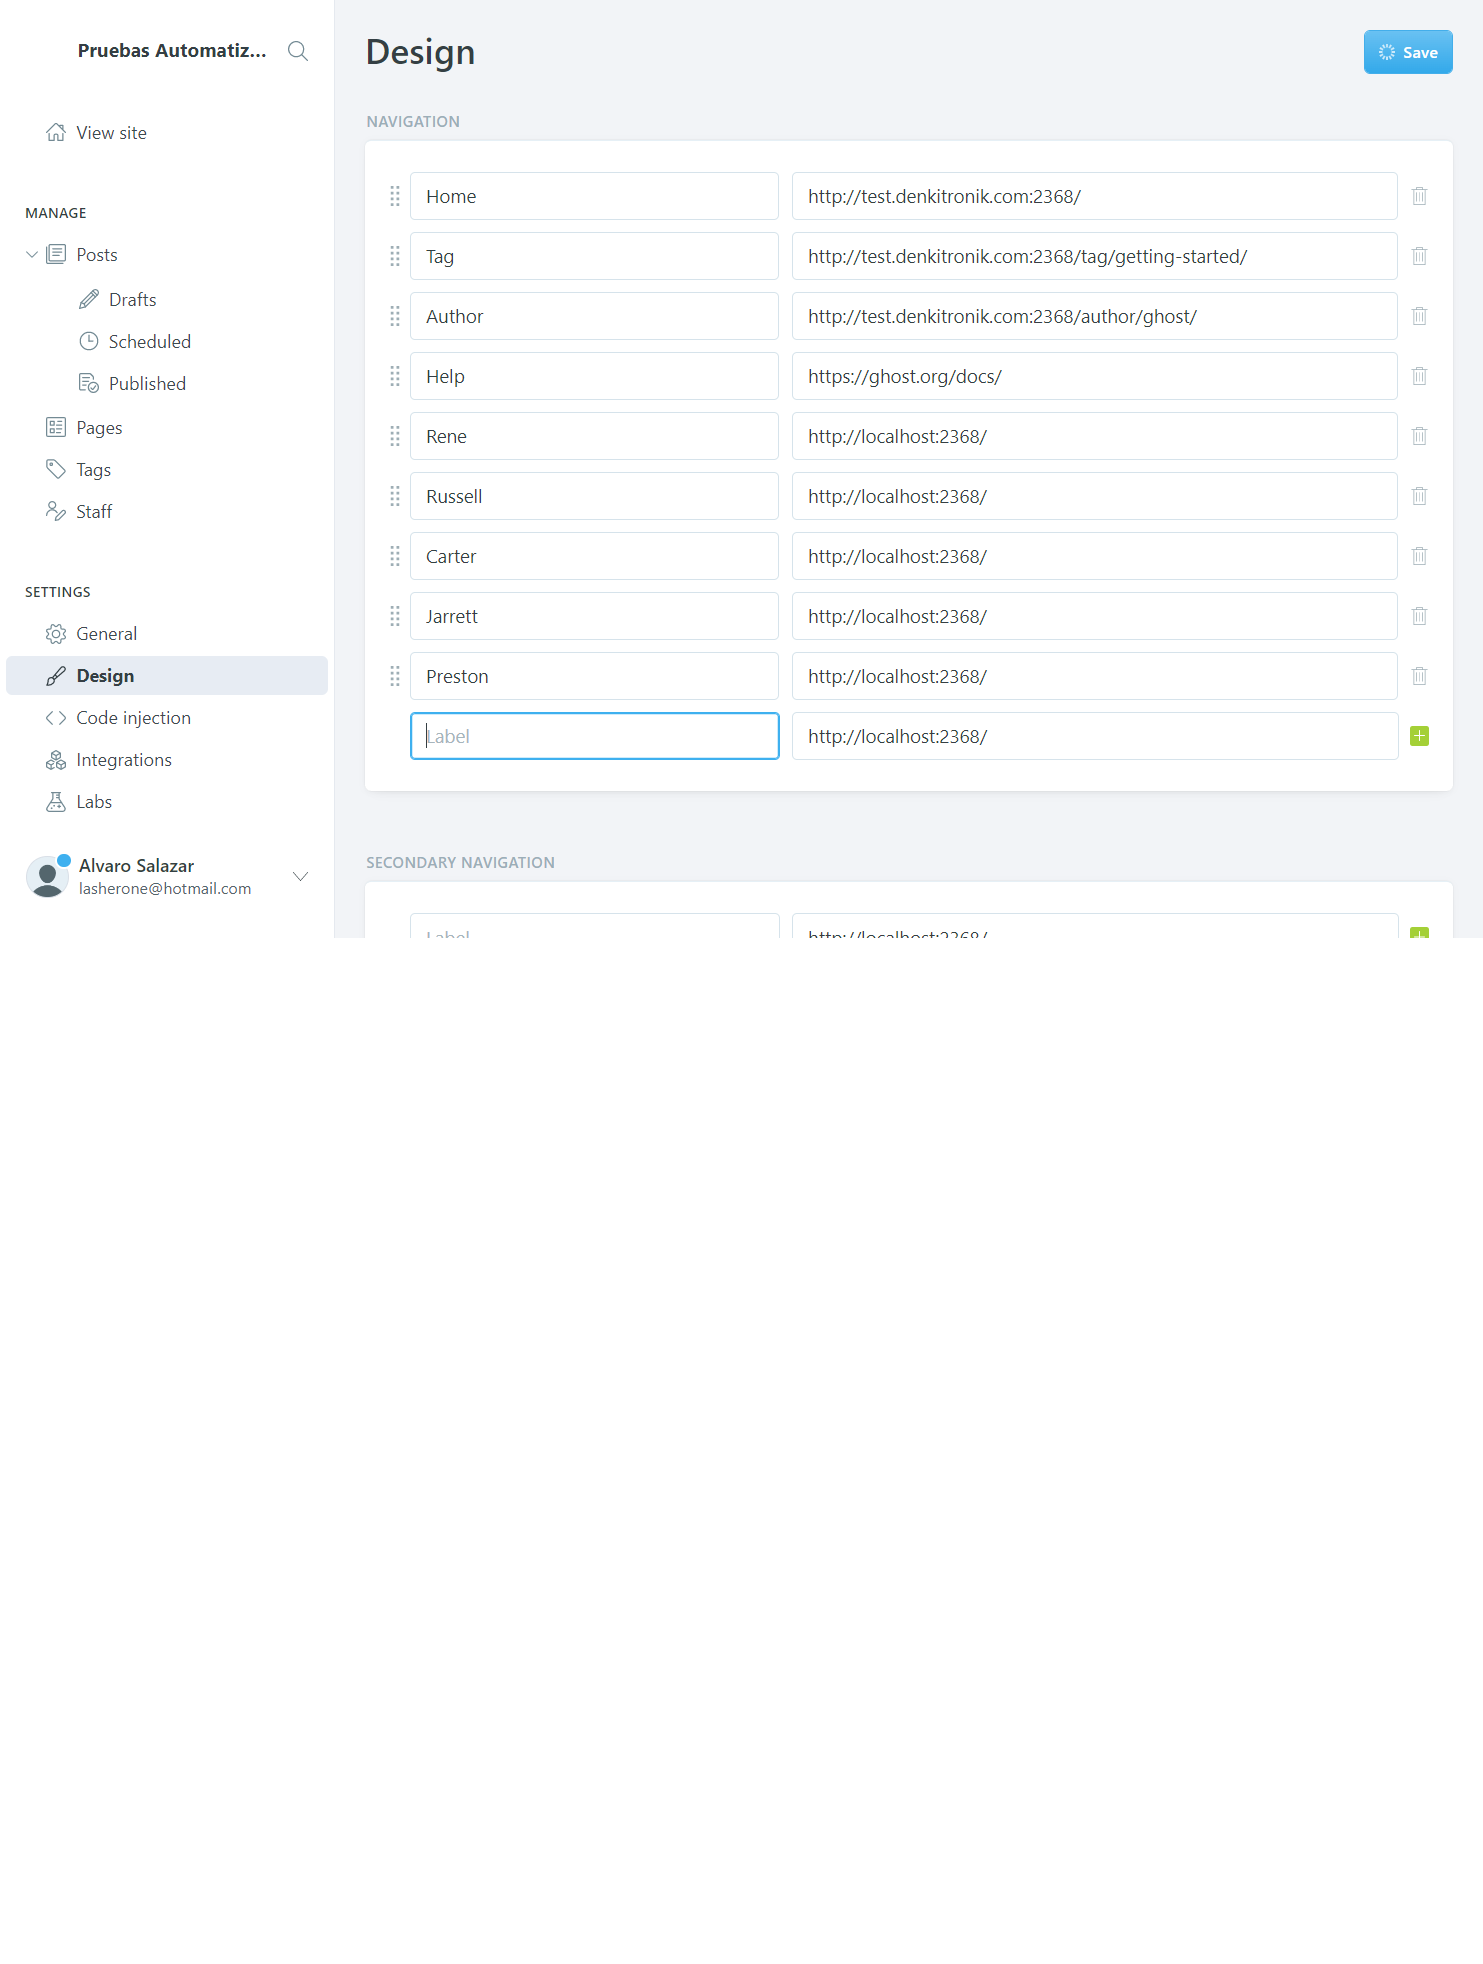 Pruebas Automatiz...
View site
MANAGE
Posts
Drafts
Scheduled
Published
Pages
Tags
Staff
SETTINGS
General
Design
Code injection
Integrations
Labs
Alvaro Salazar
lasherone@hotmail.com
Design
Save
NAVIGATION
Home http://test.denkitronik.com:2368/
Tag http://test.denkitronik.com:2368/tag/getting-started/
Author http://test.denkitronik.com:2368/author/ghost/
Help https://ghost.org/docs/
Rene http://localhost:2368/
Russell http://localhost:2368/
Carter http://localhost:2368/
Jarrett http://localhost:2368/
Preston http://localhost:2368/
Label http://localhost:2368/
SECONDARY NAVIGATION
Label http://localhost:2368/